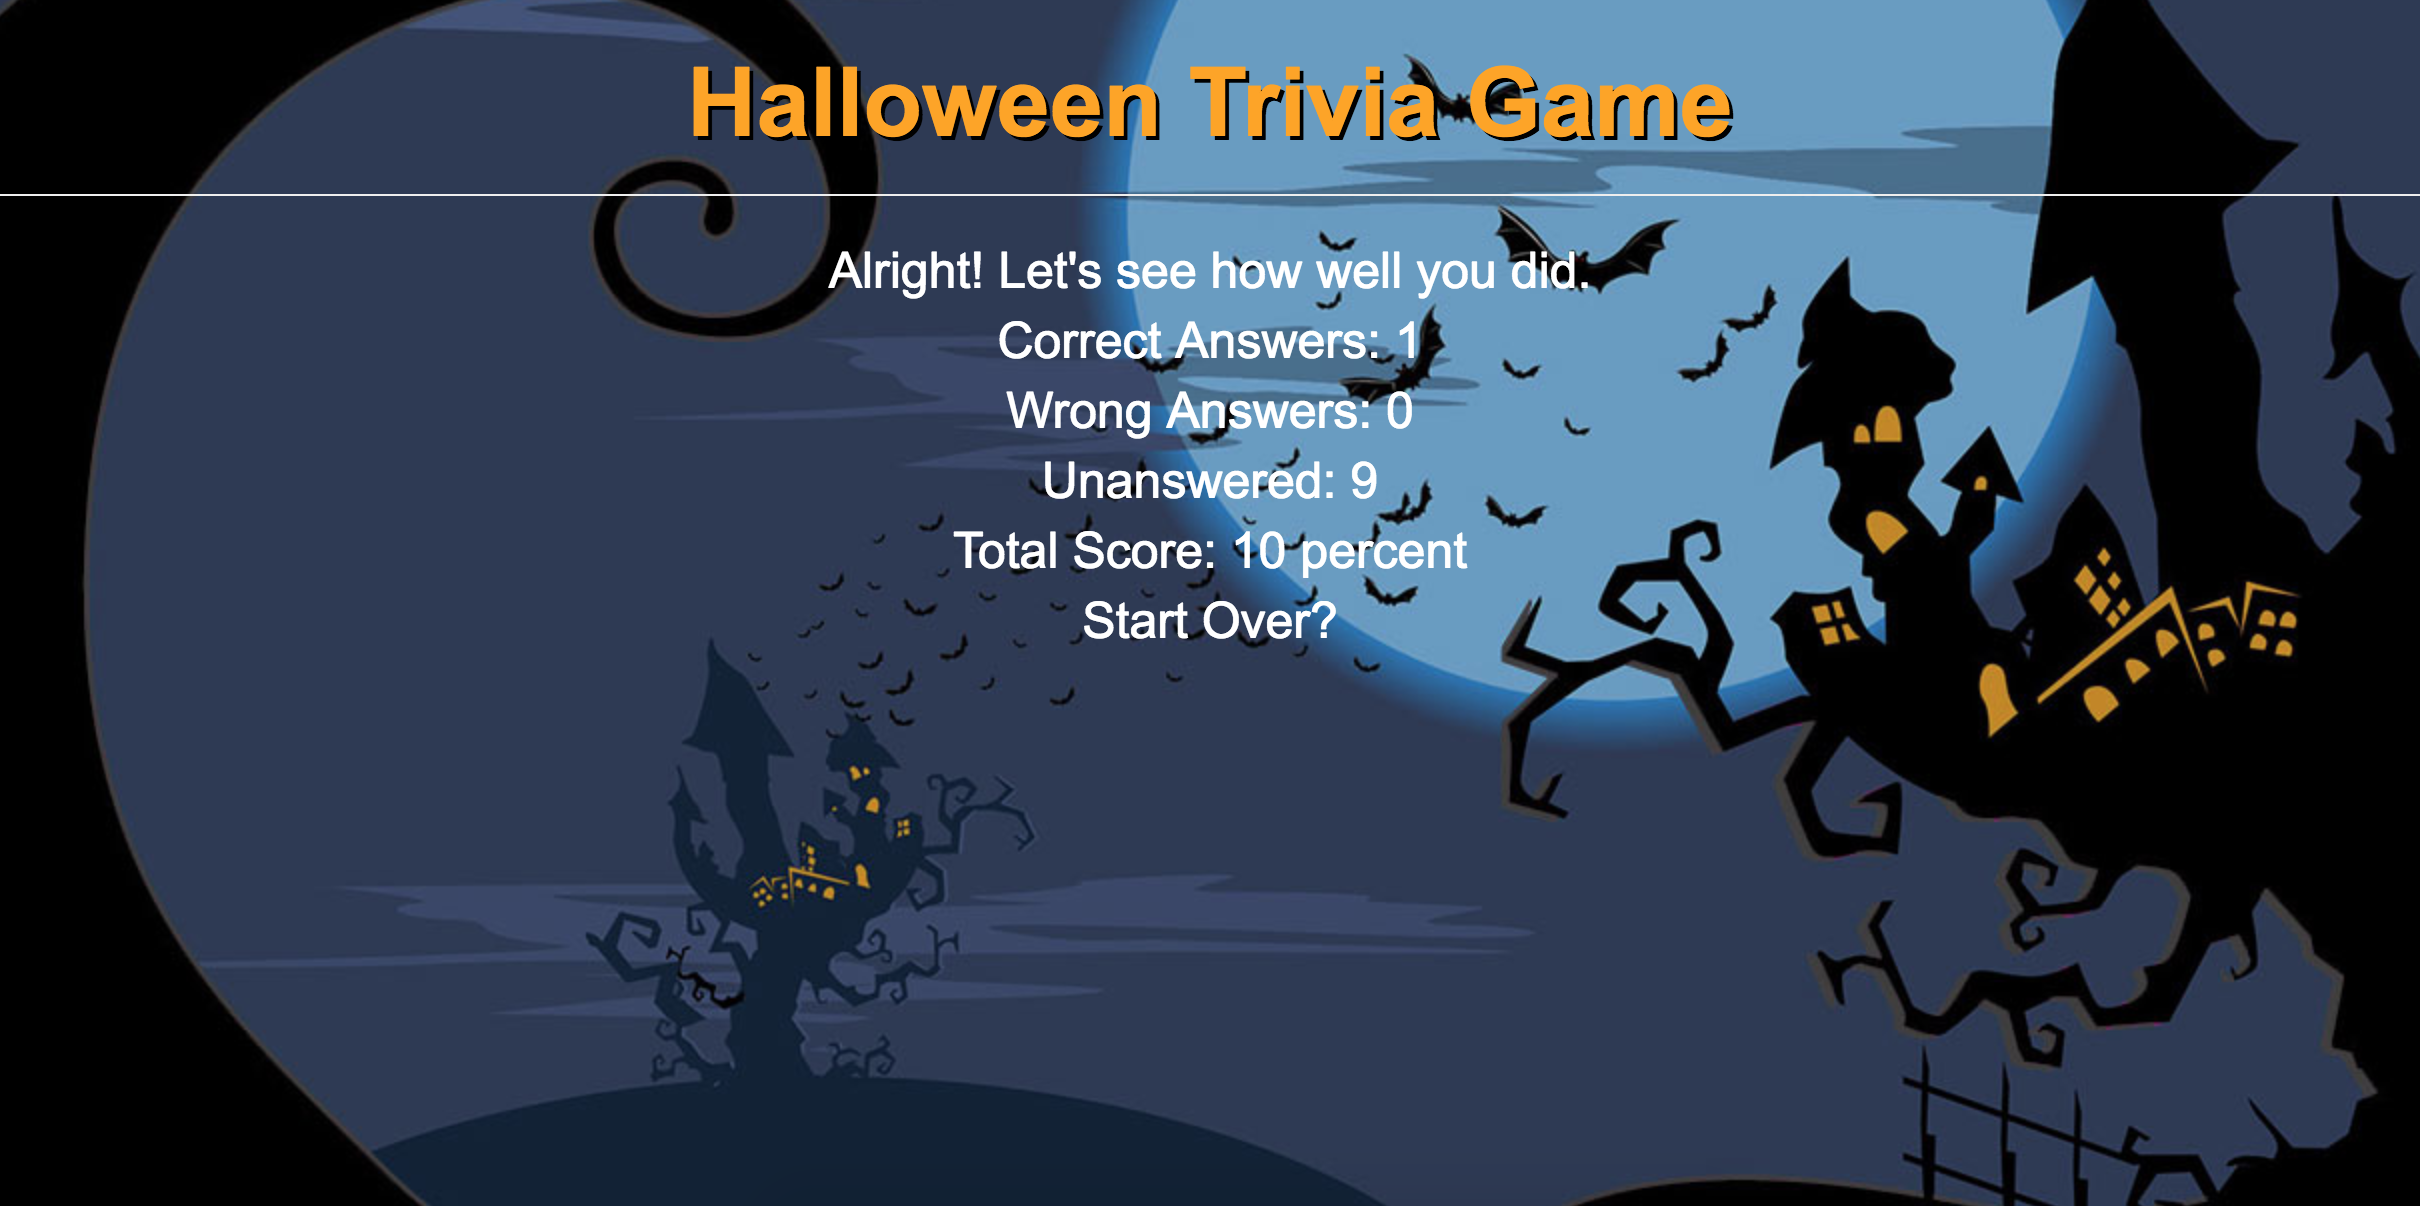 Halloween Trivia Game
Alright! Let's see how well you did.
Correct Answers: 1
Wrong Answers: 0
Unanswered: 9
Total Score: 10 percent
Start Over?